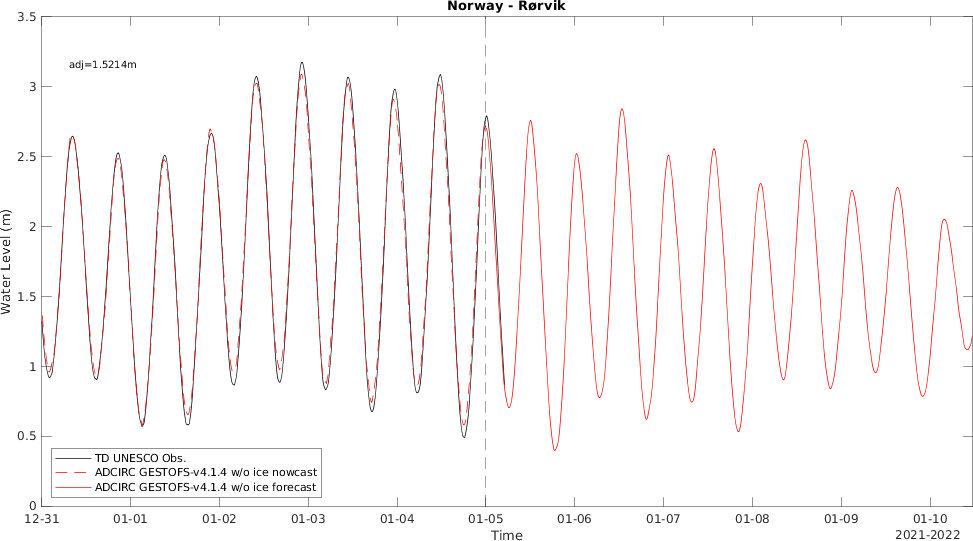 Norway - Rørvik
3.5
adj=1.5214m
3
2.5
2
Water Level (m)
1.5
1
0.5
TD UNESCO Obs.
ADCIRC GESTOFS-v4.1.4 w/o ice nowcast
ADCIRC GESTOFS-v4.1.4 w/o ice forecast
0
12-31 01-01 01-02 01-03 01-04 01-05 01-06 01-07 01-08 01-09 01-10
Time
2021-2022